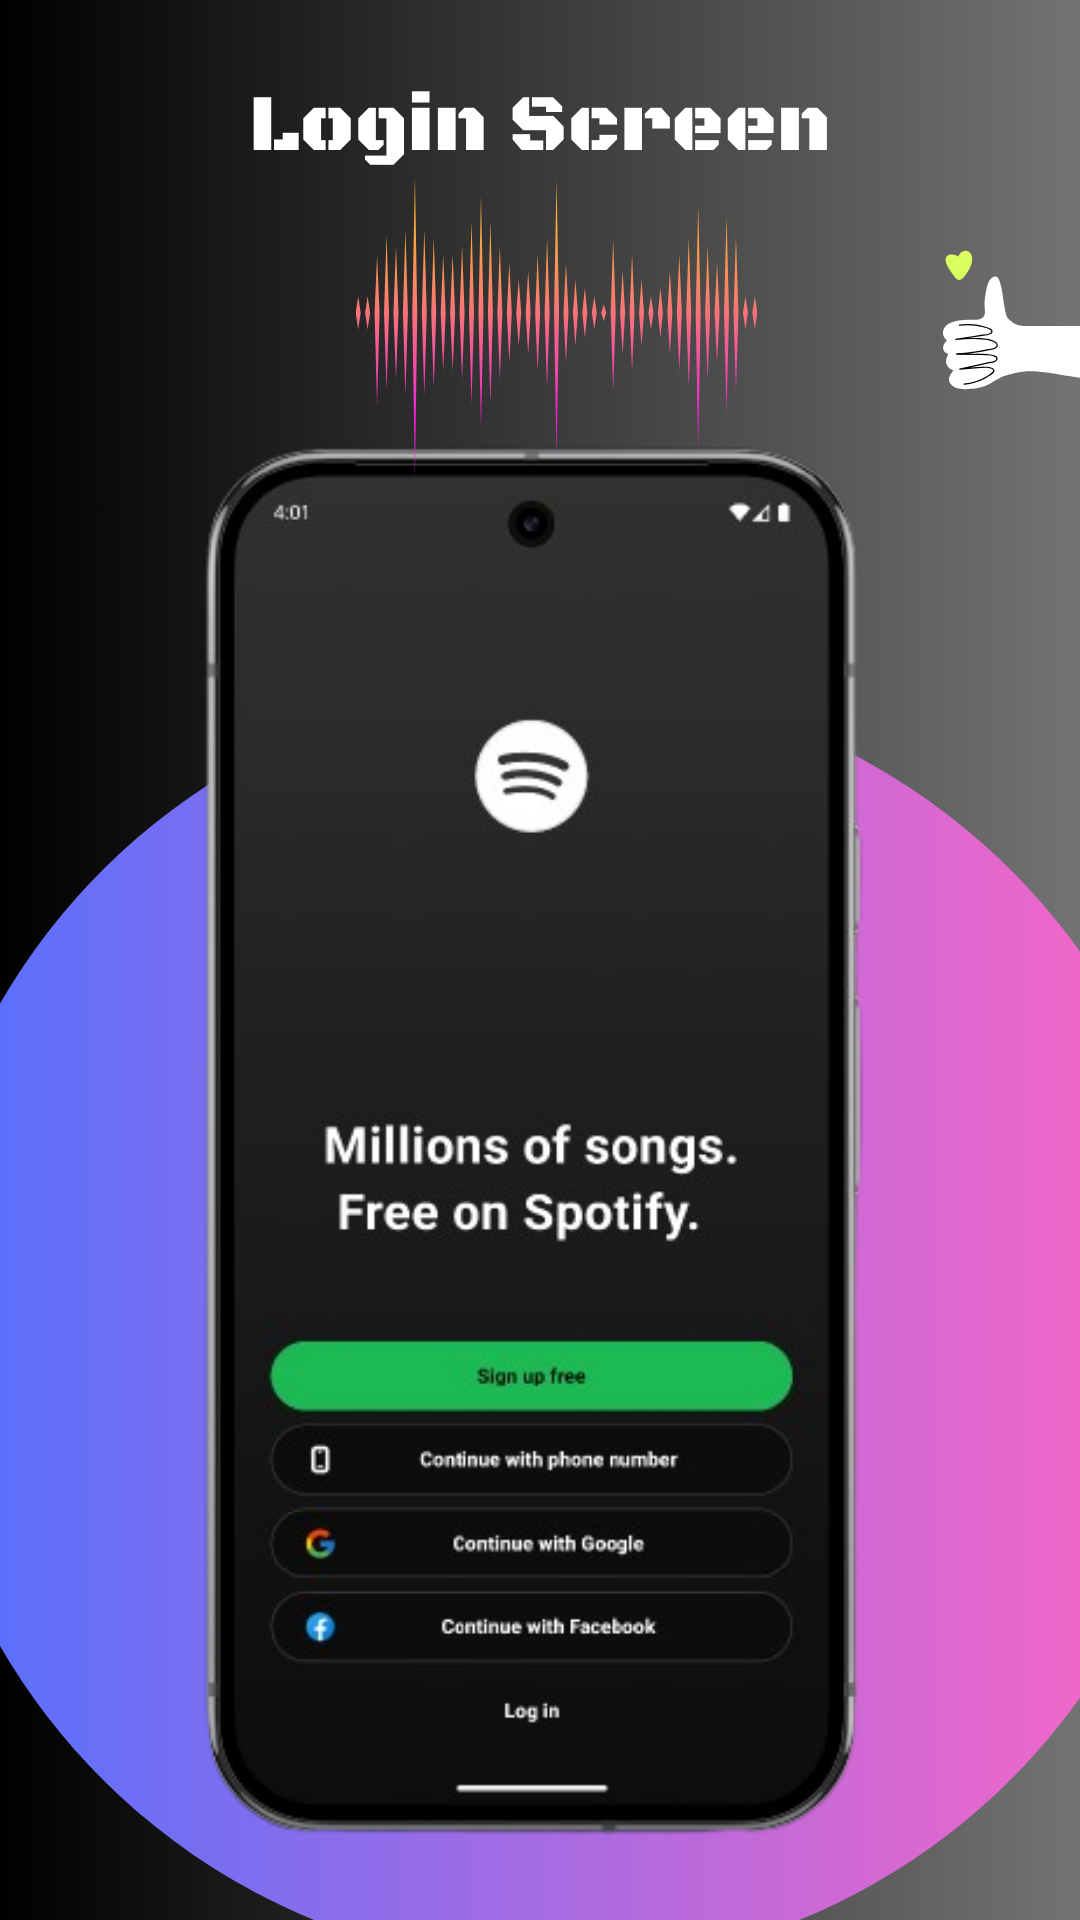 Login Screen
4:01
Millions of songs.
Free on Spotify.
Sign up free
Continue with phone number
Continue with Google
Continue with Facebook
Log in